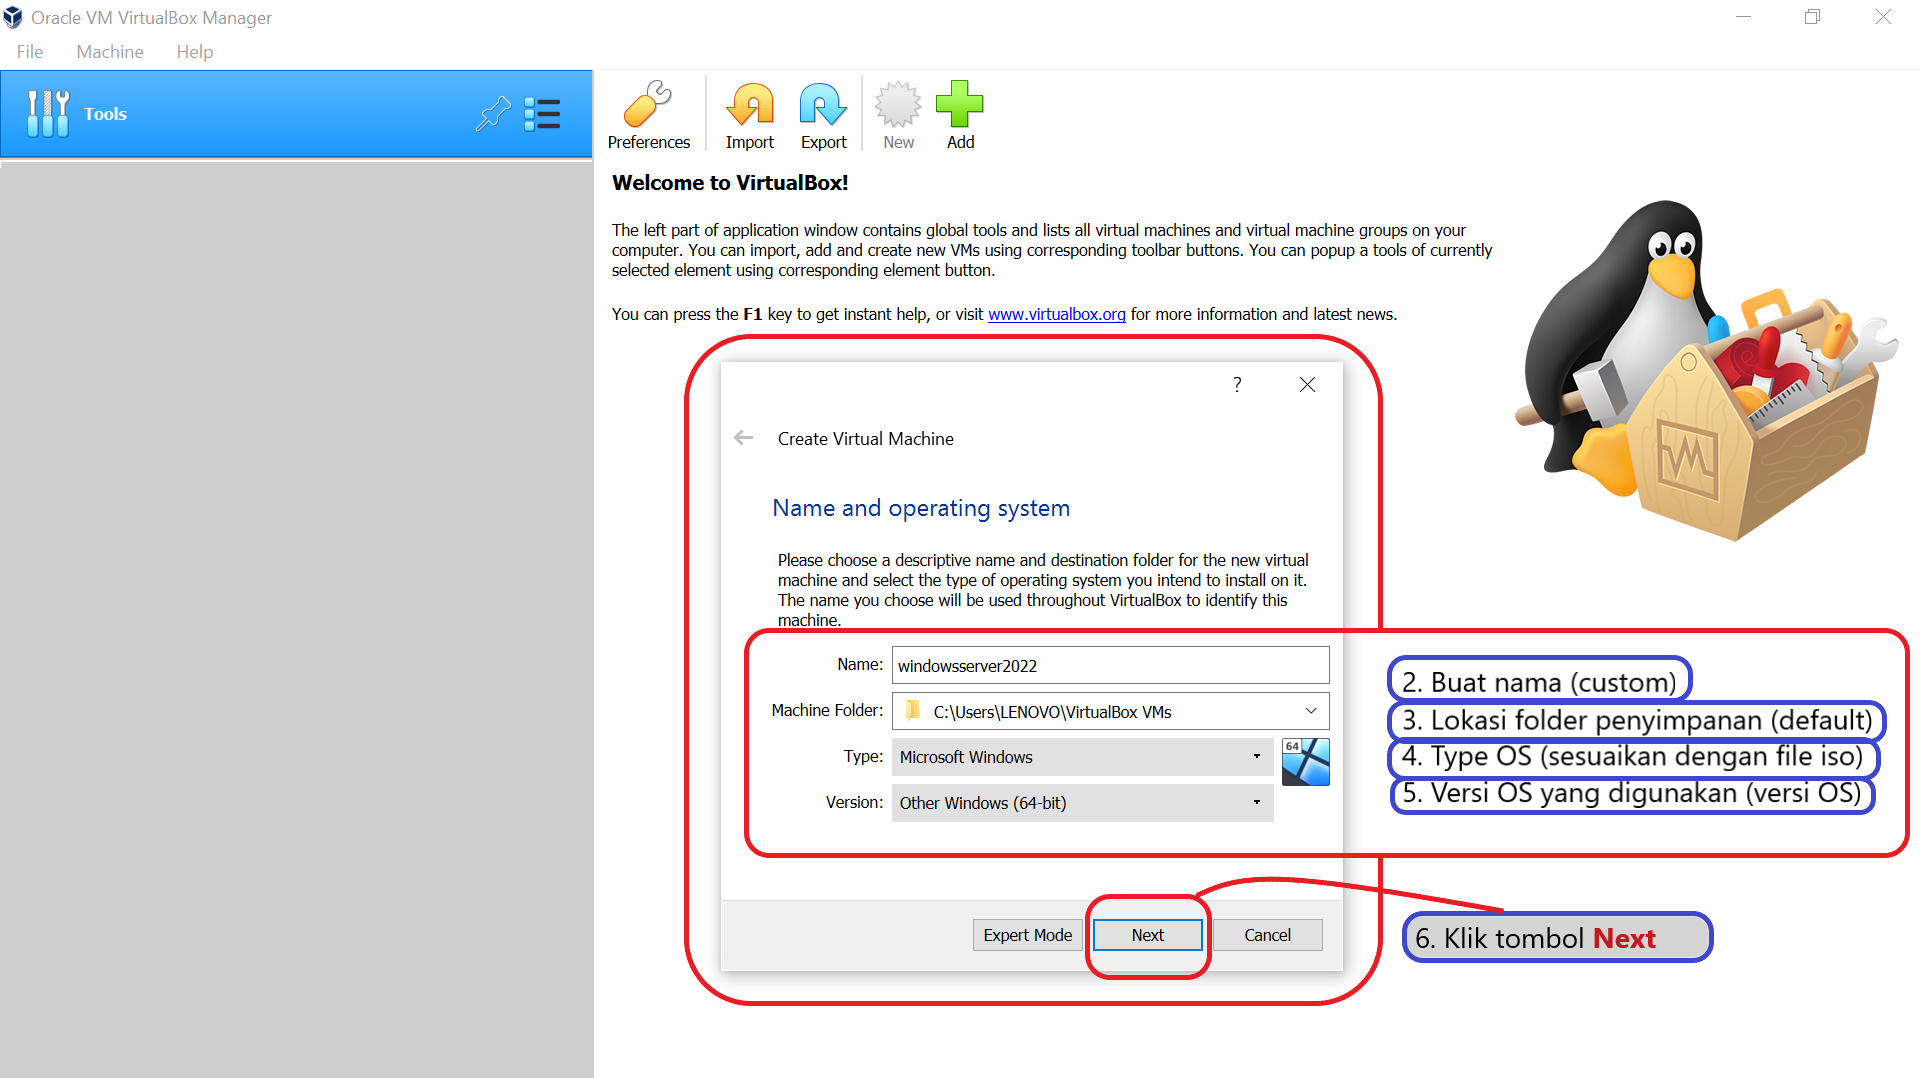 Oracle VM VirtualBox Manager
File Machine Help
Tools
Preferences Import Export New Add
Welcome to VirtualBox!
The left part of application window contains global tools and lists all virtual machines and virtual machine groups on your
computer. You can import, add and create new VMs using corresponding toolbar buttons. You can popup a tools of currently
selected element using corresponding element button.
You can press the F1 key to get instant help, or visit www.virtualbox.org for more information and latest news.
?
Create Virtual Machine
Name and operating system
Please choose a descriptive name and destination folder for the new virtual
machine and select the type of operating system you intend to install on it.
The name you choose will be used throughout VirtualBox to identify this
machine.
Name: windowsserver2022
2. Buat nama (custom)
Machine Folder: C:\Users\LENOVO\VirtualBox VMs
3. Lokasi folder penyimpanan (default)
Type: Microsoft Windows
64
4. Type OS (sesuaikan dengan file iso)
Version: Other Windows (64-bit)
5. Versi OS yang digunakan (versi OS)
Expert Mode Next Cancel
6. Klik tombol Next